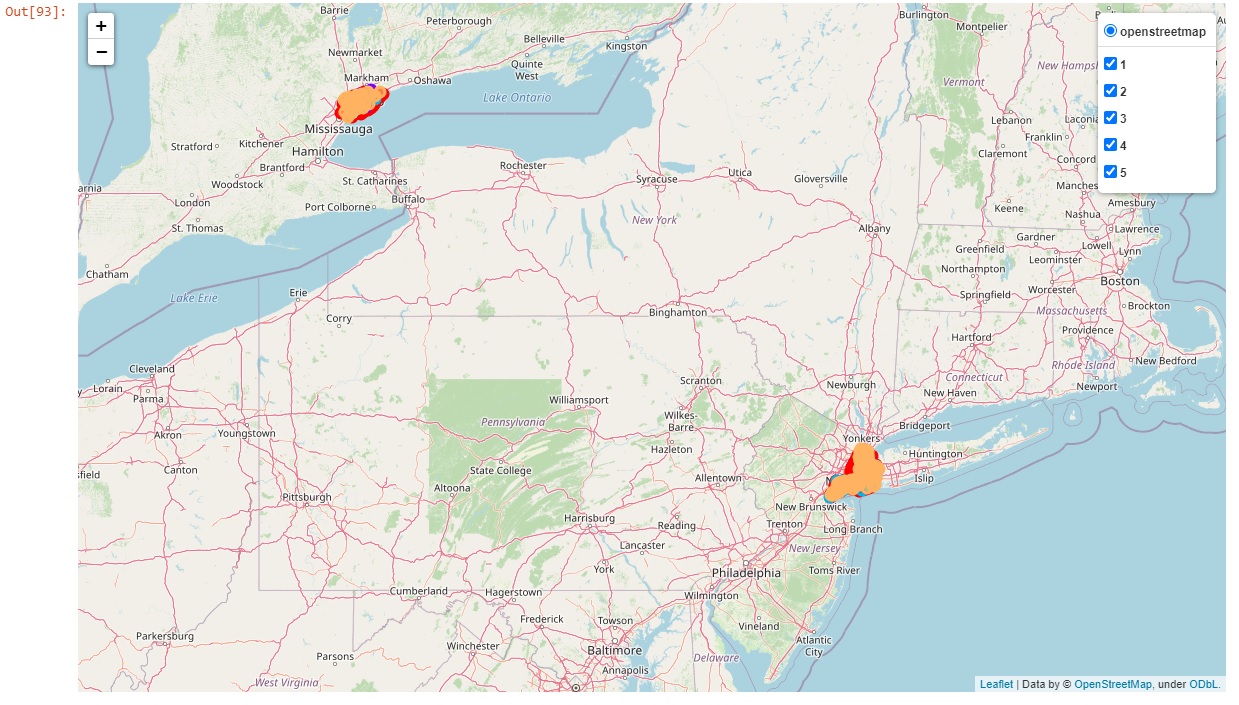 Out[93]:
+
−
openstreetmap
1
2
3
4
5
Barrie
Peterborough
Burlington
Montpelier
Newmarket
Belleville
Kingston
Quinte
West
Markham
Oshawa
Lake Ontario
Vermont
New Hamps
Mississauga
Lebanon
Laconia
Franklin
Stratford
Kitchener
Hamilton
Claremont
Concord
Brantford
Rochester
Syracuse
Utica
Gloversville
Woodstock
St. Catharines
Manches
arnia
London
Port Colborne
Buffalo
Keene
Nashua
Amesbury
St. Thomas
New York
Albany
Lawrence
Gardner
Lowell
Lynn
Greenfield
Leominster
Chatham
Northampton
Boston
Lake Erie
Erie
Springfield
Worcester
Brockton
Corry
Binghamton
Massachusetts
Hartford
Providence
Cleveland
Rhode Island
New Bedford
Lorain
Parma
Scranton
Newburgh
Connecticut
Newport
Williamsport
New Haven
Pennsylvania
Wilkes-
Barre
Bridgeport
Akron
Youngstown
Yonkers
Hazleton
Huntington
sfield
Canton
State College
Allentown
Islip
Altoona
Pittsburgh
New Brunswick
Harrisburg
Reading
Trenton
Long Branch
Lancaster
New Jersey
York
Philadelphia
Toms River
Cumberland
Hagerstown
Wilmington
Frederick
Towson
Vineland
Parkersburg
Winchester
Baltimore
Atlantic
City
Parsons
Annapolis
Delaware
West Virginia
Leaflet | Data by © OpenStreetMap, under ODbL.